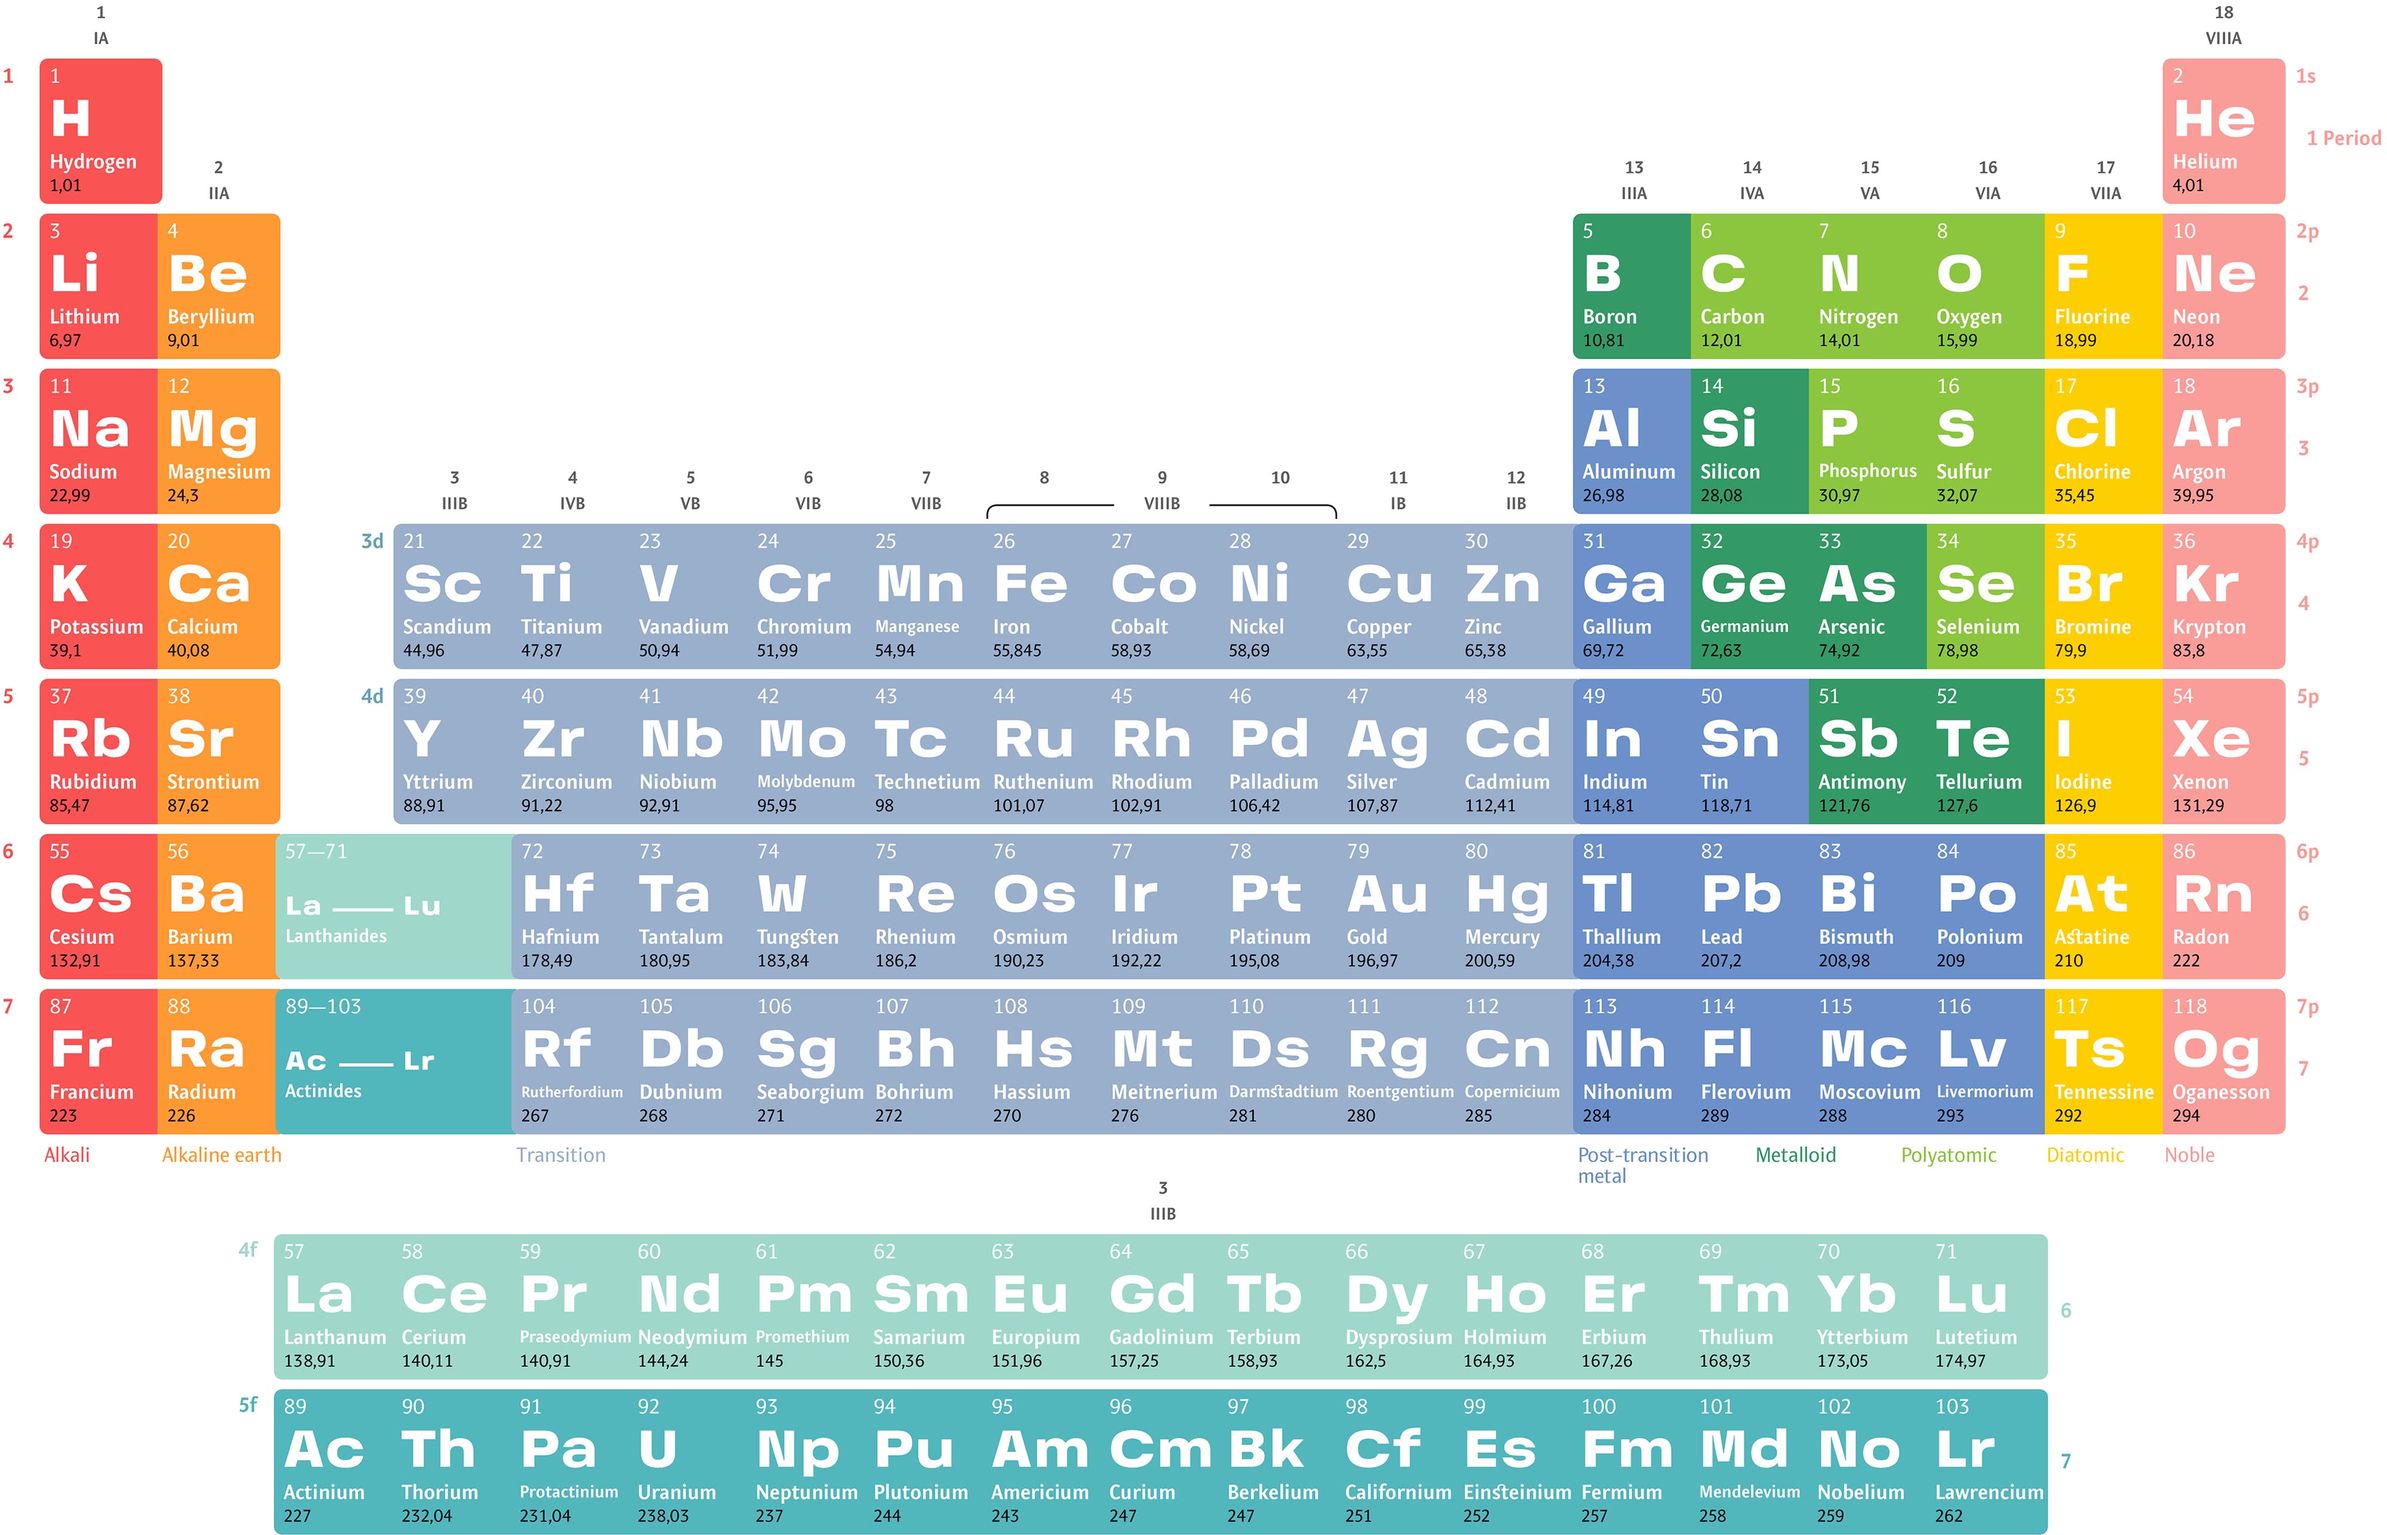 1
IA
18
VIIIA
1
1
H
Hydrogen
1,01
2
He
Helium
4,01
1s
1 Period
2
IIA
13
IIIA
14
IVA
15
VA
16
VIA
17
VIIA
2
3
Li
Lithium
6,97
4
Be
Beryllium
9,01
5
B
Boron
10,81
6
C
Carbon
12,01
7
N
Nitrogen
14,01
8
O
Oxygen
15,99
9
F
Fluorine
18,99
10
Ne
Neon
20,18
2p
2
3
11
Na
Sodium
22,99
12
Mg
Magnesium
24,3
13
Al
Aluminum
26,98
14
Si
Silicon
28,08
15
P
Phosphorus
30,97
16
S
Sulfur
32,07
17
Cl
Chlorine
35,45
18
Ar
Argon
39,95
3p
3
3
IIIB
4
IVB
5
VB
6
VIB
7
VIIB
8
9
10
VIIIB
11
IB
12
IIB
4
19
K
Potassium
39,1
20
Ca
Calcium
40,08
3d
21
Sc
Scandium
44,96
22
Ti
Titanium
47,87
23
V
Vanadium
50,94
24
Cr
Chromium
51,99
25
Mn
Manganese
54,94
26
Fe
Iron
55,845
27
Co
Cobalt
58,93
28
Ni
Nickel
58,69
29
Cu
Copper
63,55
30
Zn
Zinc
65,38
31
Ga
Gallium
69,72
32
Ge
Germanium
72,63
33
As
Arsenic
74,92
34
Se
Selenium
78,98
35
Br
Bromine
79,9
36
Kr
Krypton
83,8
4p
4
5
37
Rb
Rubidium
85,47
38
Sr
Strontium
87,62
4d
39
Y
Yttrium
88,91
40
Zr
Zirconium
91,22
41
Nb
Niobium
92,91
42
Mo
Molybdenum
95,95
43
Tc
Technetium
98
44
Ru
Ruthenium
101,07
45
Rh
Rhodium
102,91
46
Pd
Palladium
106,42
47
Ag
Silver
107,87
48
Cd
Cadmium
112,41
49
In
Indium
114,81
50
Sn
Tin
118,71
51
Sb
Antimony
121,76
52
Te
Tellurium
127,6
53
I
Iodine
126,9
54
Xe
Xenon
131,29
5p
5
6
55
Cs
Cesium
132,91
56
Ba
Barium
137,33
57—71
La — Lu
Lanthanides
72
Hf
Hafnium
178,49
73
Ta
Tantalum
180,95
74
W
Tungsten
183,84
75
Re
Rhenium
186,2
76
Os
Osmium
190,23
77
Ir
Iridium
192,22
78
Pt
Platinum
195,08
79
Au
Gold
196,97
80
Hg
Mercury
200,59
81
Tl
Thallium
204,38
82
Pb
Lead
207,2
83
Bi
Bismuth
208,98
84
Po
Polonium
209
85
At
Astatine
210
86
Rn
Radon
222
6p
6
7
87
Fr
Francium
223
88
Ra
Radium
226
89—103
Ac — Lr
Actinides
104
Rf
Rutherfordium
267
105
Db
Dubnium
268
106
Sg
Seaborgium
271
107
Bh
Bohrium
272
108
Hs
Hassium
270
109
Mt
Meitnerium
276
110
Ds
Darmstadtium
281
111
Rg
Roentgentium
280
112
Cn
Copernicium
285
113
Nh
Nihonium
284
114
Fl
Flerovium
289
115
Mc
Moscovium
288
116
Lv
Livermorium
293
117
Ts
Tennessine
292
118
Og
Oganesson
294
7p
7
Alkali
Alkaline earth
Transition
Post-transition
metal
Metalloid
Polyatomic
Diatomic
Noble
3
IIIB
4f
57
La
Lanthanum
138,91
58
Ce
Cerium
140,11
59
Pr
Praseodymium
140,91
60
Nd
Neodymium
144,24
61
Pm
Promethium
145
62
Sm
Samarium
150,36
63
Eu
Europium
151,96
64
Gd
Gadolinium
157,25
65
Tb
Terbium
158,93
66
Dy
Dysprosium
162,5
67
Ho
Holmium
164,93
68
Er
Erbium
167,26
69
Tm
Thulium
168,93
70
Yb
Ytterbium
173,05
71
Lu
Lutetium
174,97
6
5f
89
Ac
Actinium
227
90
Th
Thorium
232,04
91
Pa
Protactinium
231,04
92
U
Uranium
238,03
93
Np
Neptunium
237
94
Pu
Plutonium
244
95
Am
Americium
243
96
Cm
Curium
247
97
Bk
Berkelium
247
98
Cf
Californium
251
99
Es
Einsteinium
252
100
Fm
Fermium
257
101
Md
Mendelevium
258
102
No
Nobelium
259
103
Lr
Lawrencium
262
7